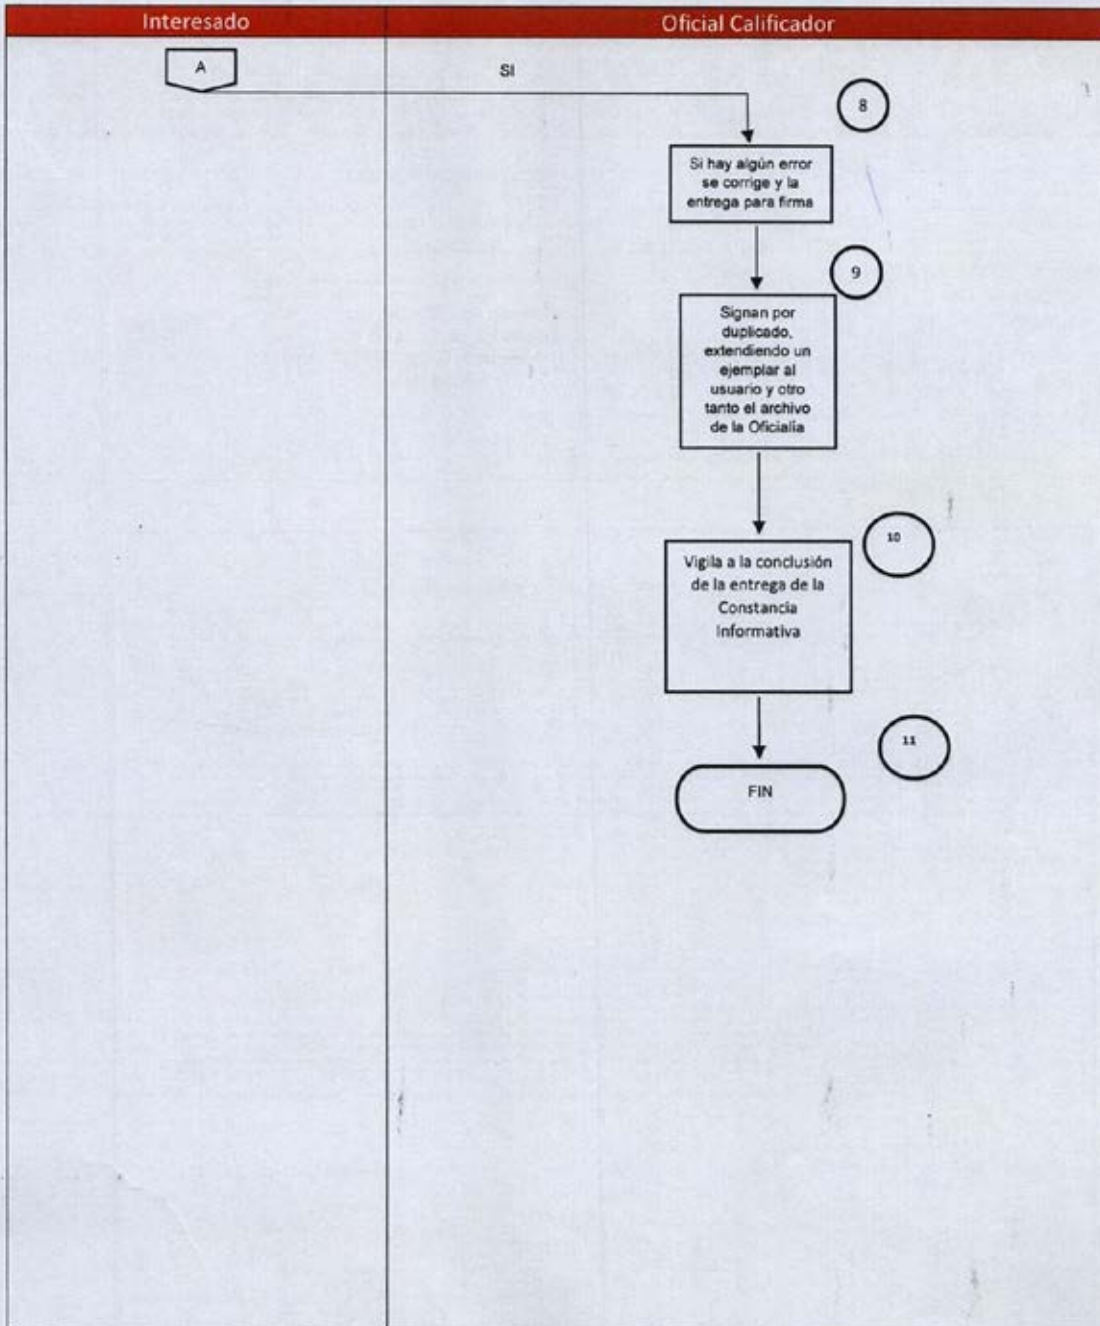 Interesado
Oficial Calificador
A
SI
8
Si hay algún error
se corrige y la
entrega para firma
9
Signan por
duplicado,
extendiendo un
ejemplar al
usuario y otro
tanto el archivo
de la Oficialía
10
Vigila a la conclusión
de la entrega de la
Constancia
Informativa
11
FIN